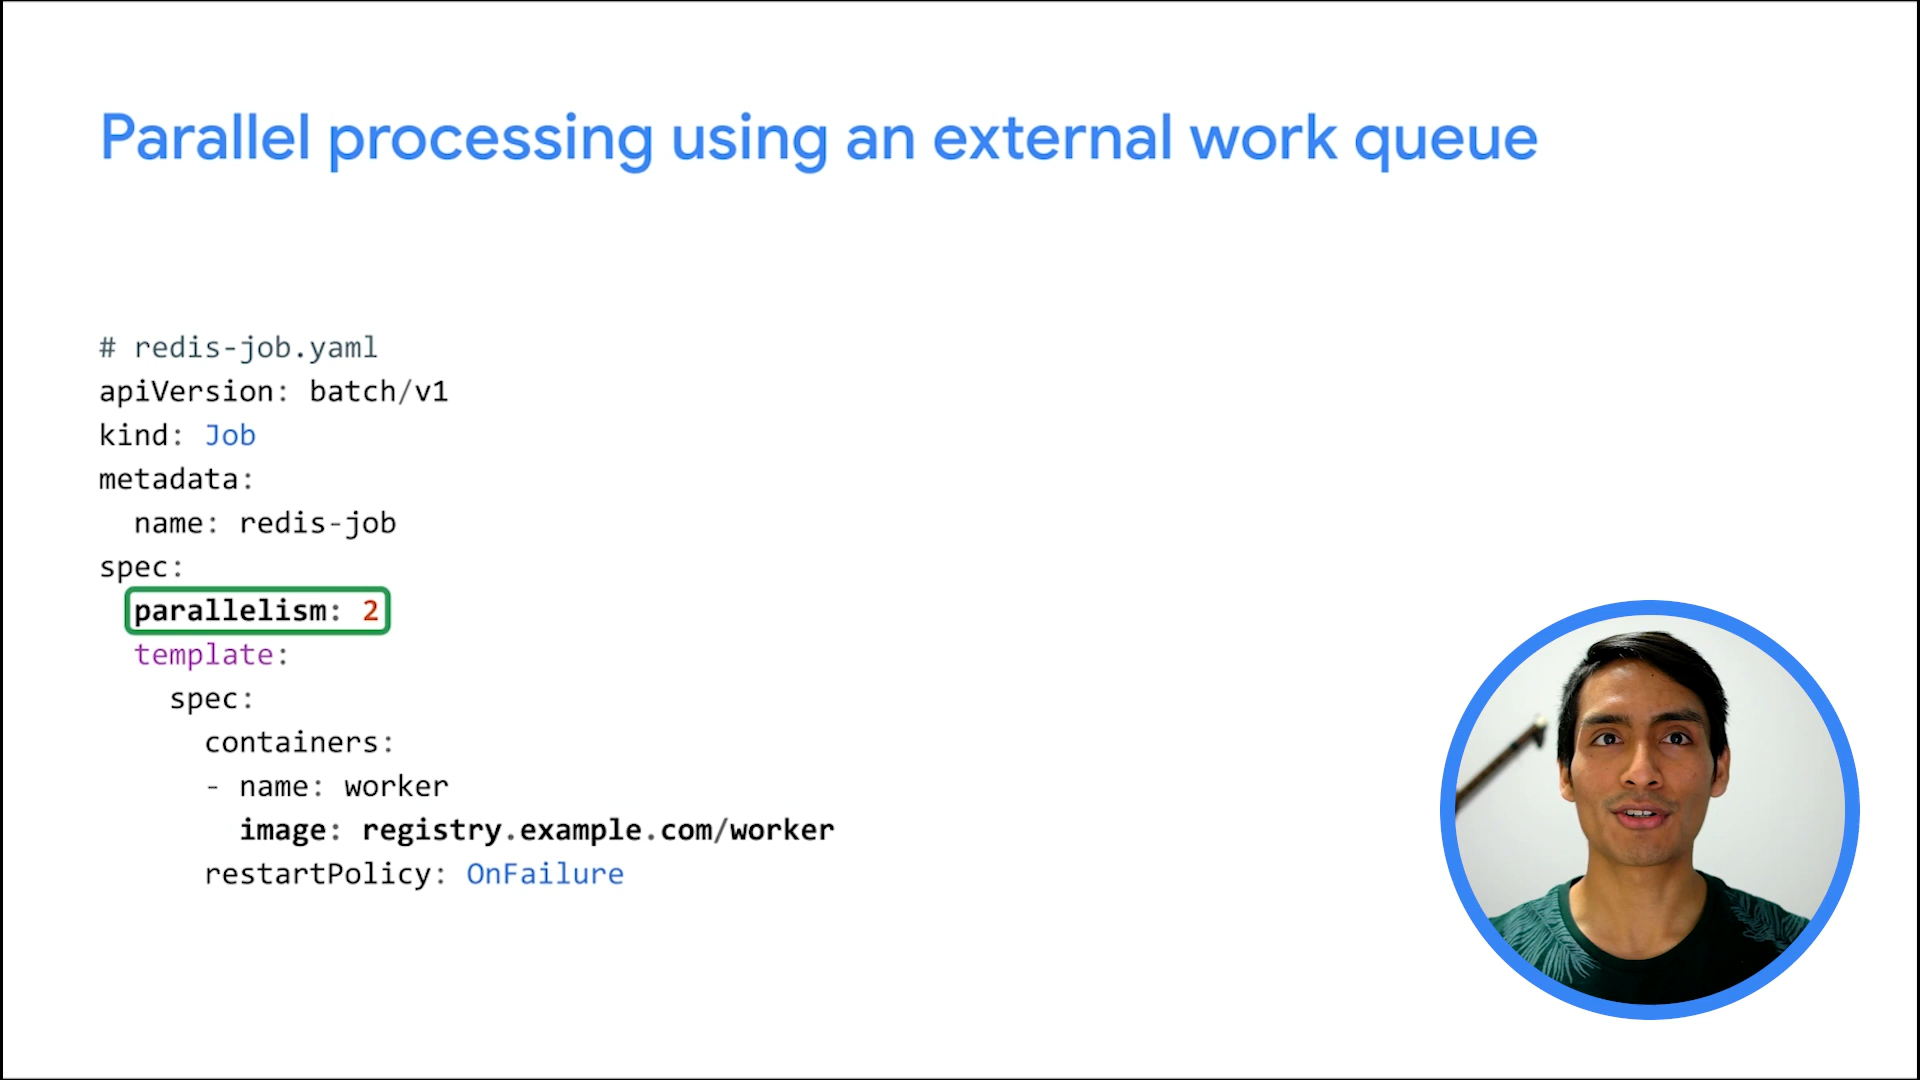 Parallel processing using an external work queue
# redis-job.yaml
apiVersion: batch/v1
kind: Job
metadata:
  name: redis-job
spec:
  parallelism: 2
  template:
    spec:
      containers:
      - name: worker
        image: registry.example.com/worker
      restartPolicy: OnFailure